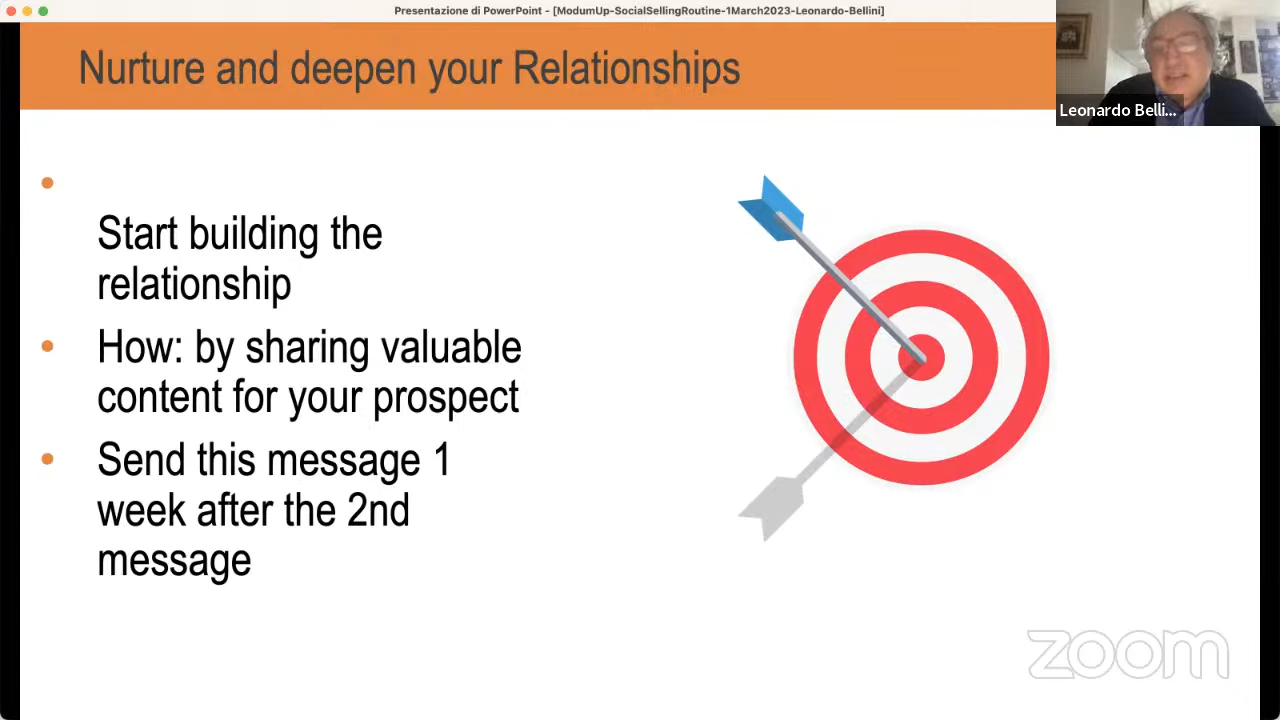 Presentazione di PowerPoint - [ModumUp-SocialSellingRoutine-1March2023-Leonardo-Bellini]
Nurture and deepen your Relationships
Leonardo Belli...
Start building the
relationship
How: by sharing valuable
content for your prospect
Send this message 1
week after the 2nd
message
zoom